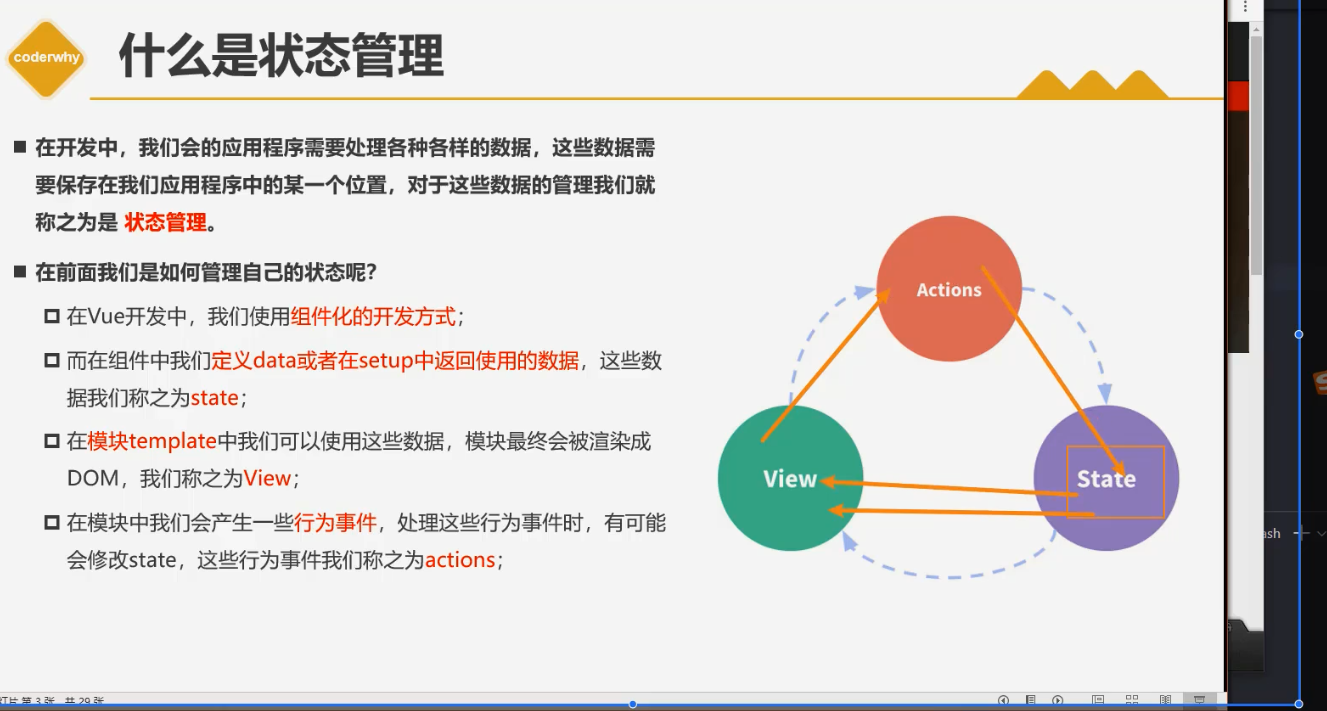 coderwhy
什么是状态管理
在开发中，我们会的应用程序需要处理各种各样的数据，这些数据需
要保存在我们应用程序中的某一个位置，对于这些数据的管理我们就
称之为是 状态管理。
在前面我们是如何管理自己的状态呢？
在Vue开发中，我们使用组件化的开发方式；
而在组件中我们定义data或者在setup中返回使用的数据，这些数
据我们称之为state；
在模块template中我们可以使用这些数据，模块最终会被渲染成
DOM，我们称之为View；
在模块中我们会产生一些行为事件，处理这些行为事件时，有可能
会修改state，这些行为事件我们称之为actions；
Actions
View
State
灯片 第 3 张，共 29 张
ash